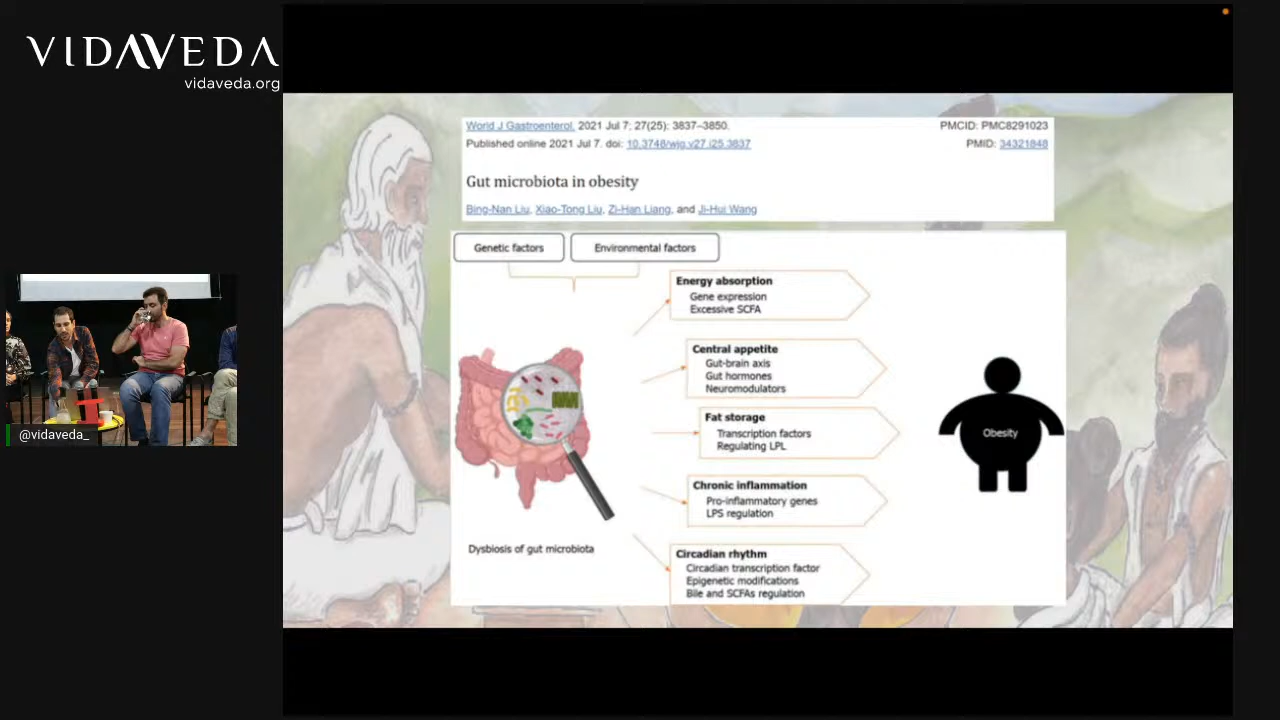 VIDAVEDA
vidaveda.org
@vidaveda_
World J Gastroenterol. 2021 Jul 7; 27(25): 3837–3850.
PMCID: PMC8291023
Published online 2021 Jul 7. doi: 10.3748/wjg.v27.i25.3837
PMID: 34321848
Gut microbiota in obesity
Bing-Nan Liu, Xiao-Tong Liu, Zi-Han Liang, and Ji-Hui Wang
Genetic factors
Environmental factors
Energy absorption
Gene expression
Excessive SCFA
Central appetite
Gut-brain axis
Gut hormones
Neuromodulators
Fat storage
Transcription factors
Regulating LPL
Chronic inflammation
Pro-inflammatory genes
LPS regulation
Circadian rhythm
Circadian transcription factor
Epigenetic modifications
Bile and SCFAs regulation
Dysbiosis of gut microbiota
Obesity